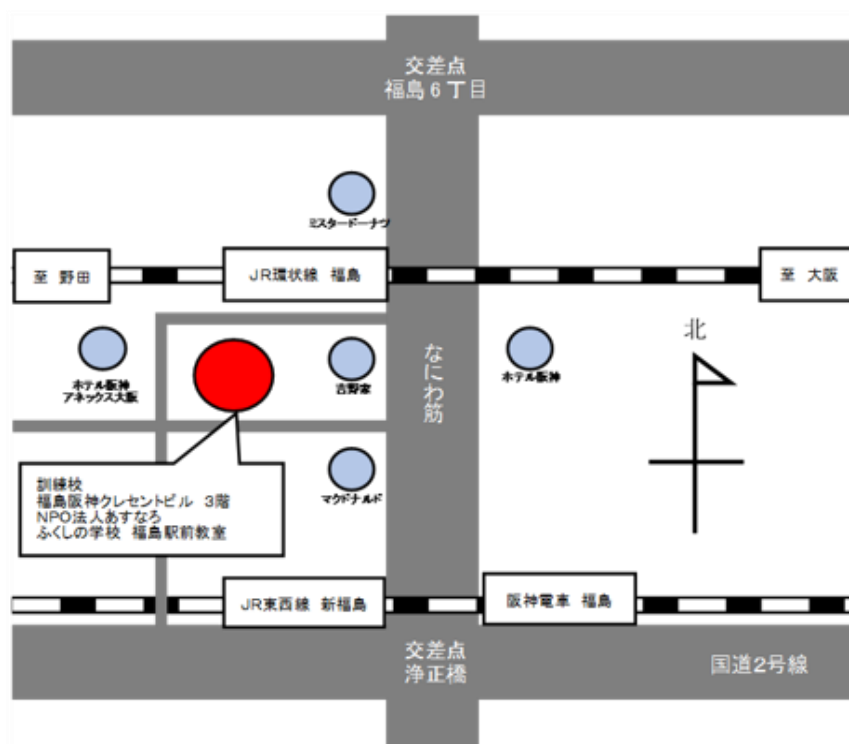 交差点
福島6丁目
ミスタードーナツ
至 野田
JR環状線 福島
至 大阪
北
なにわ筋
ホテル阪神
アネックス大阪
吉野家
ホテル阪神
マクドナルド
訓練校
福島阪神クレセントビル 3階
NPO法人あすなろ
ふくしの学校 福島駅前教室
JR東西線 新福島
阪神電車 福島
交差点
浄正橋
国道2号線